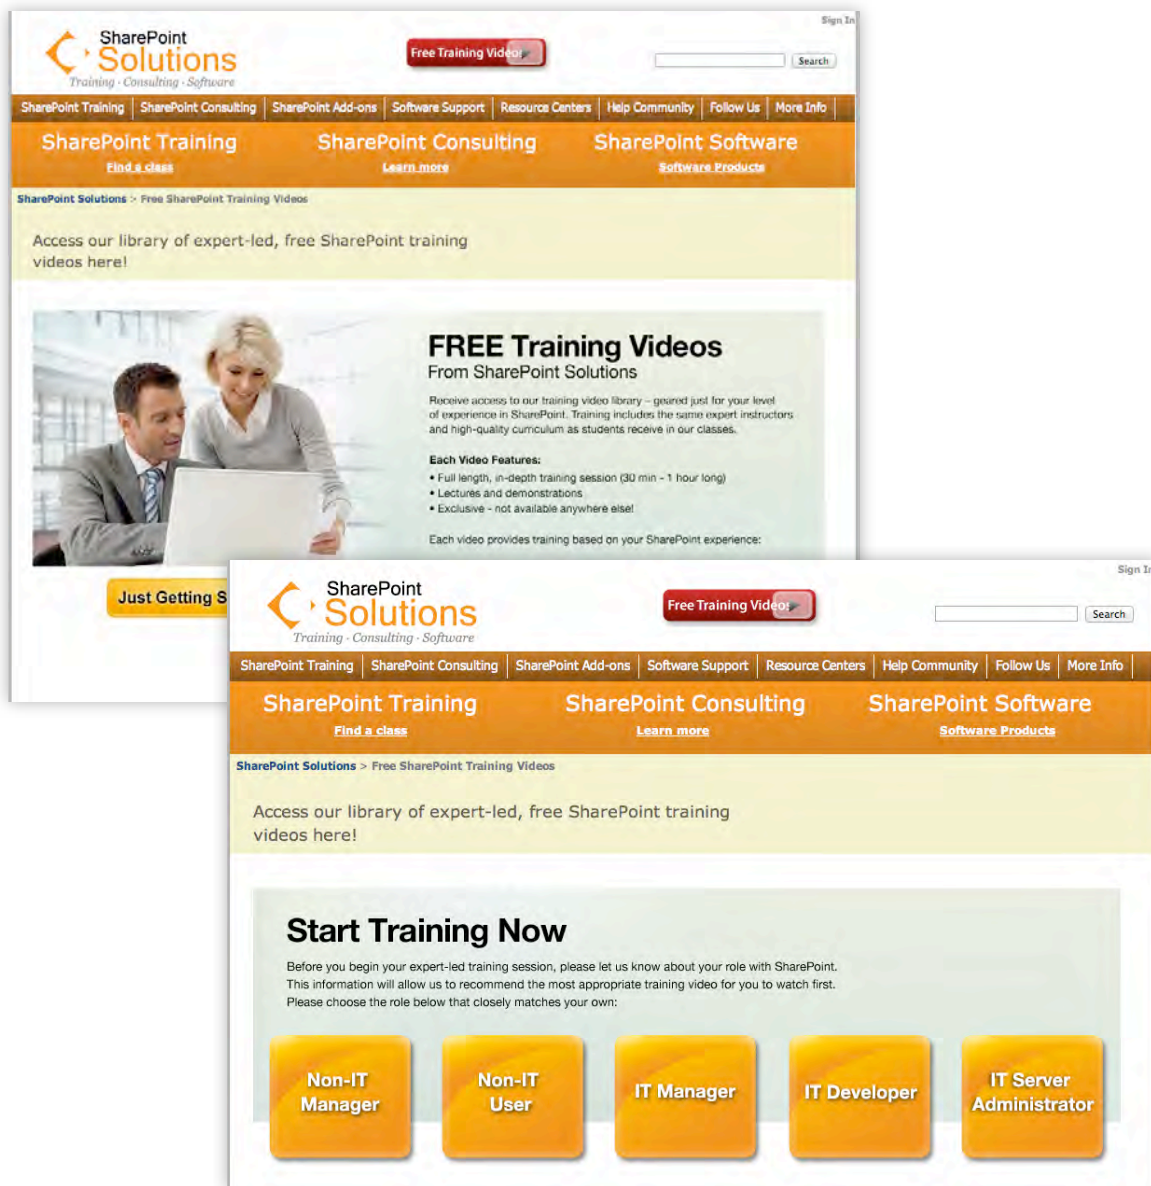 Sign In
SharePoint
Solutions
Training · Consulting · Software
Free Training Videos
Search
SharePoint Training
SharePoint Consulting
SharePoint Add-ons
Software Support
Resource Centers
Help Community
Follow Us
More Info
SharePoint Training
SharePoint Consulting
SharePoint Software
Find a class
Learn more
Software Products
SharePoint Solutions > Free SharePoint Training Videos
Access our library of expert-led, free SharePoint training
videos here!
FREE Training Videos
From SharePoint Solutions
Receive access to our training video library – geared just for your level
of experience in SharePoint. Training includes the same expert instructors
and high-quality curriculum as students receive in our classes.
Each Video Features:
• Full length, in-depth training session (30 min - 1 hour long)
• Lectures and demonstrations
• Exclusive - not available anywhere else!
Each video provides training based on your SharePoint experience:
Just Getting S
Sign In
SharePoint
Solutions
Training · Consulting · Software
Free Training Videos
Search
SharePoint Training
SharePoint Consulting
SharePoint Add-ons
Software Support
Resource Centers
Help Community
Follow Us
More Info
SharePoint Training
SharePoint Consulting
SharePoint Software
Find a class
Learn more
Software Products
SharePoint Solutions > Free SharePoint Training Videos
Access our library of expert-led, free SharePoint training
videos here!
Start Training Now
Before you begin your expert-led training session, please let us know about your role with SharePoint.
This information will allow us to recommend the most appropriate training video for you to watch first.
Please choose the role below that closely matches your own:
Non-IT
Manager
Non-IT
User
IT Manager
IT Developer
IT Server
Administrator